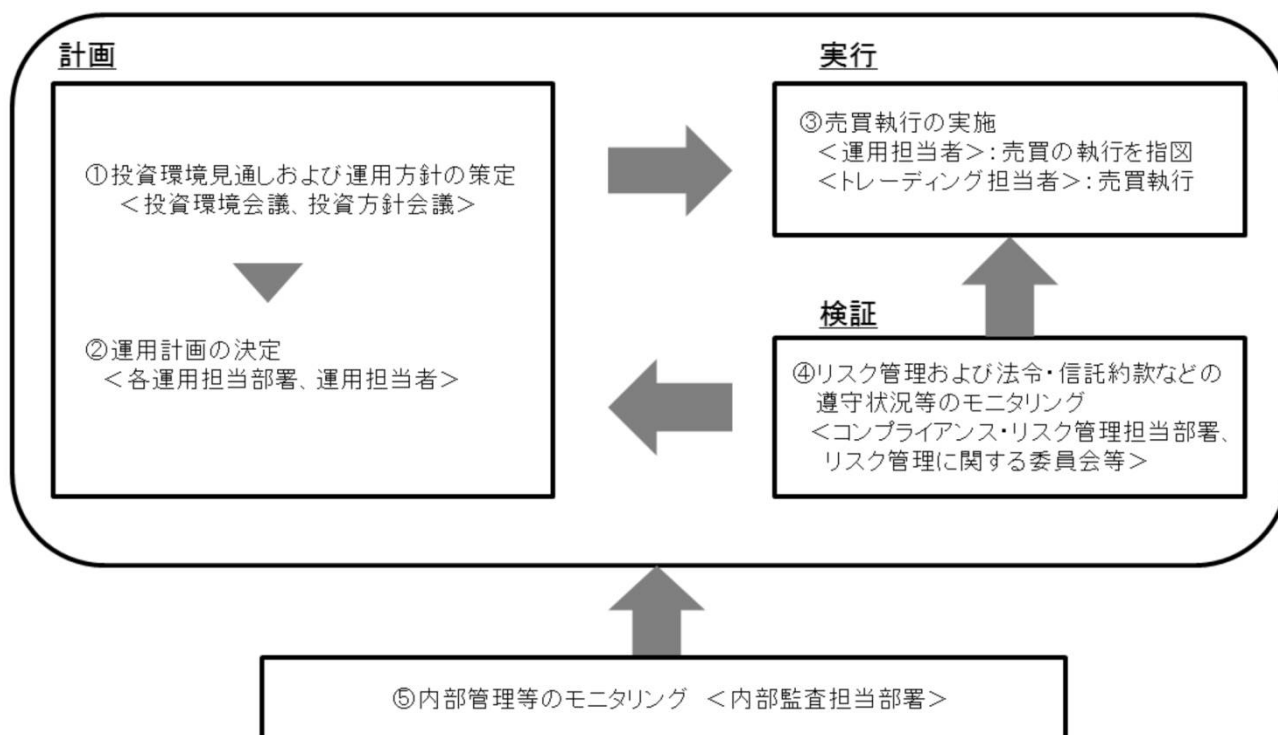 計画
①投資環境見通しおよび運用方針の策定
＜投資環境会議、投資方針会議＞
②運用計画の決定
＜各運用担当部署、運用担当者＞
実行
③売買執行の実施
＜運用担当者＞：売買の執行を指図
＜トレーディング担当者＞：売買執行
検証
④リスク管理および法令・信託約款などの
遵守状況等のモニタリング
＜コンプライアンス・リスク管理担当部署、
リスク管理に関する委員会等＞
⑤内部管理等のモニタリング ＜内部監査担当部署＞